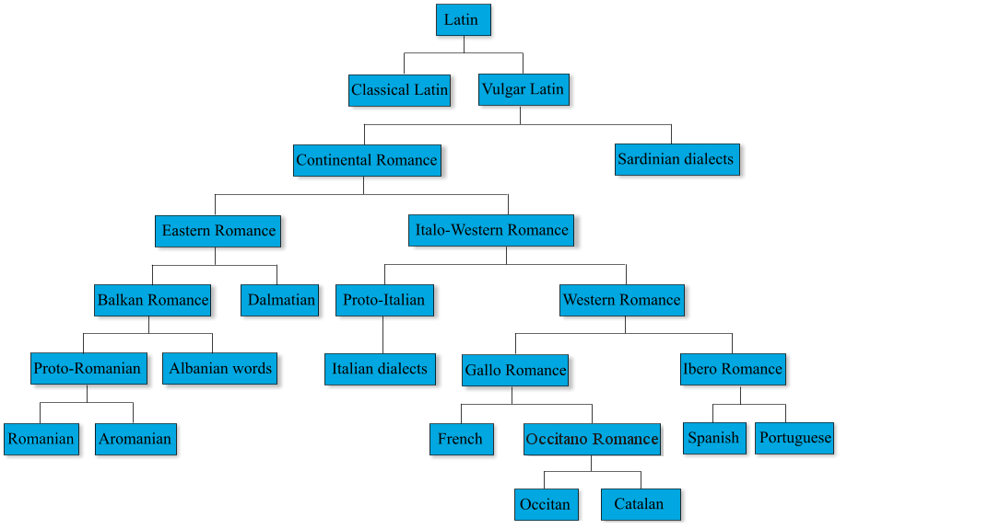 Latin
Classical Latin
Vulgar Latin
Continental Romance
Sardinian dialects
Eastern Romance
Italo-Western Romance
Balkan Romance
Dalmatian
Proto-Italian
Western Romance
Proto-Romanian
Albanian words
Italian dialects
Gallo Romance
Ibero Romance
Romanian
Aromanian
French
Occitano Romance
Spanish
Portuguese
Occitan
Catalan